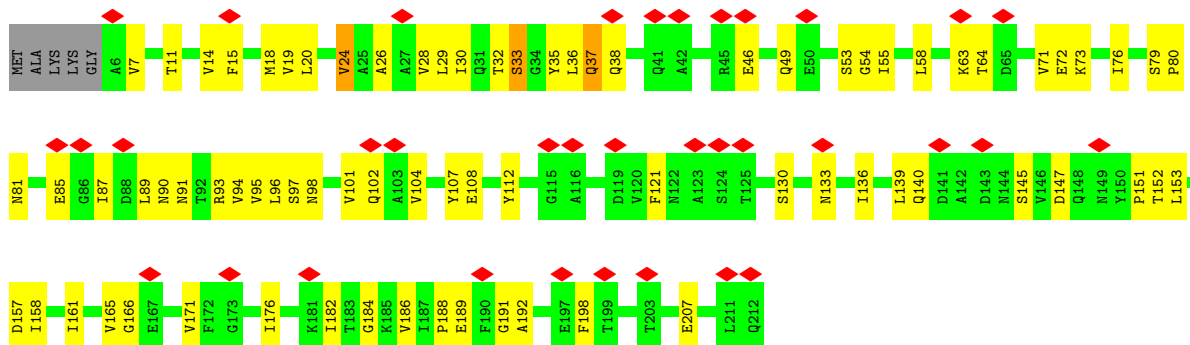 MET ALA LYS LYS GLY A6 V7 T11 V14 F15 M18 V19 L20 V24 A25 A26 A27 V28 L29 I30 Q31 T32 S33 G34 Y35 L36 Q37 Q38 Q41 A42 R45 E46 Q49 E50 S53 G54 I55 L58 K63 T64 D65 V71 E72 K73 I76 S79 P80
N81 E85 G86 I87 D88 L89 N90 N91 T92 R93 V94 V95 L96 S97 N98 V101 Q102 A103 V104 Y107 E108 Y112 G115 A116 D119 V120 F121 N122 A123 S124 T125 S130 N133 I136 L139 Q140 D141 A142 D143 N144 S145 V146 D147 Q148 N149 Y150 P151 T152 L153
D157 I158 I161 V165 G166 E167 V171 F172 G173 I176 K181 I182 T183 G184 K185 V186 I187 P188 E189 F190 G191 A192 E197 F198 T199 T203 E207 L211 Q212